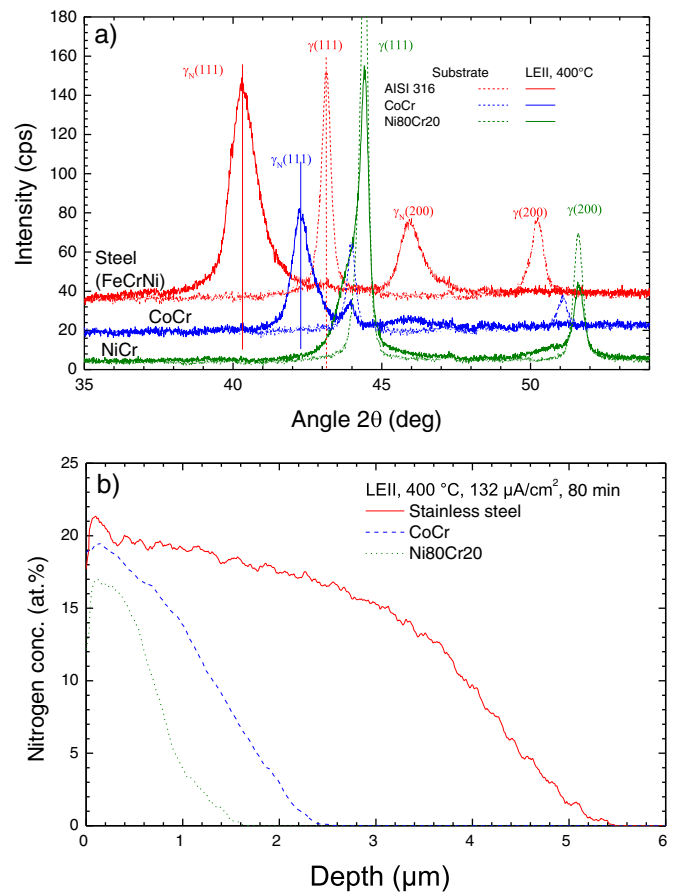 a)
180
160
140
120
100
80
60
40
20
0
Intensity (cps)
γN(111)
γ(111)
γ(111)
Substrate LEII, 400°C
AISI 316
CoCr
Ni80Cr20
γN(111)
γN(200)
γ(200)
γ(200)
Steel
(FeCrNi)
CoCr
NiCr
35 40 45 50
Angle 2θ (deg)
b)
25
20
15
10
5
0
Nitrogen conc. (at.%)
LEII, 400 °C, 132 µA/cm², 80 min
Stainless steel
CoCr
Ni80Cr20
0 1 2 3 4 5 6
Depth (µm)